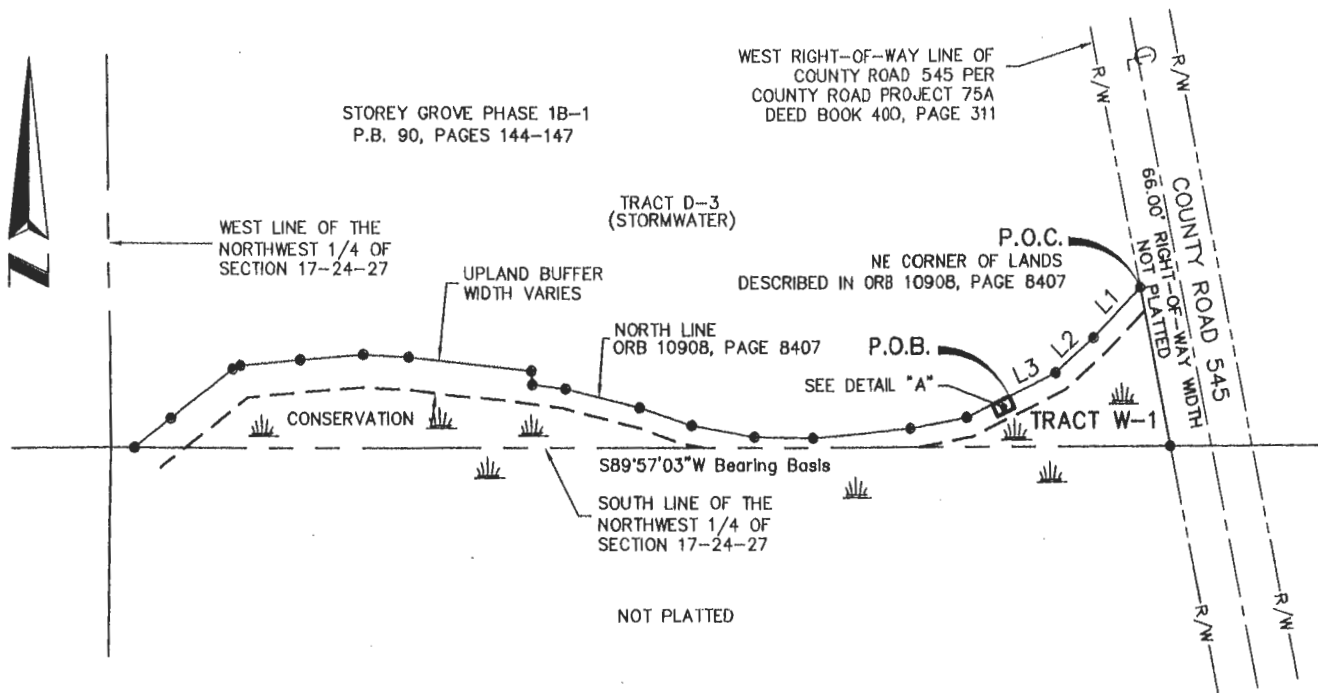 WEST RIGHT-OF-WAY LINE OF
COUNTY ROAD 545 PER
COUNTY ROAD PROJECT 75A
DEED BOOK 400, PAGE 311
STOREY GROVE PHASE 1B-1
P.B. 90, PAGES 144-147
R/W
R/W
CL
N
WEST LINE OF THE
NORTHWEST 1/4 OF
SECTION 17-24-27
TRACT D-3
(STORMWATER)
P.O.C.
NE CORNER OF LANDS
DESCRIBED IN ORB 10908, PAGE 8407
COUNTY ROAD 545
66.00' RIGHT-OF-WAY WIDTH
NOT PLATTED
UPLAND BUFFER
WIDTH VARIES
NORTH LINE
ORB 10908, PAGE 8407
P.O.B.
SEE DETAIL "A"
L1
L2
L3
CONSERVATION
TRACT W-1
S89°57'03"W Bearing Basis
SOUTH LINE OF THE
NORTHWEST 1/4 OF
SECTION 17-24-27
NOT PLATTED
R/W
R/W